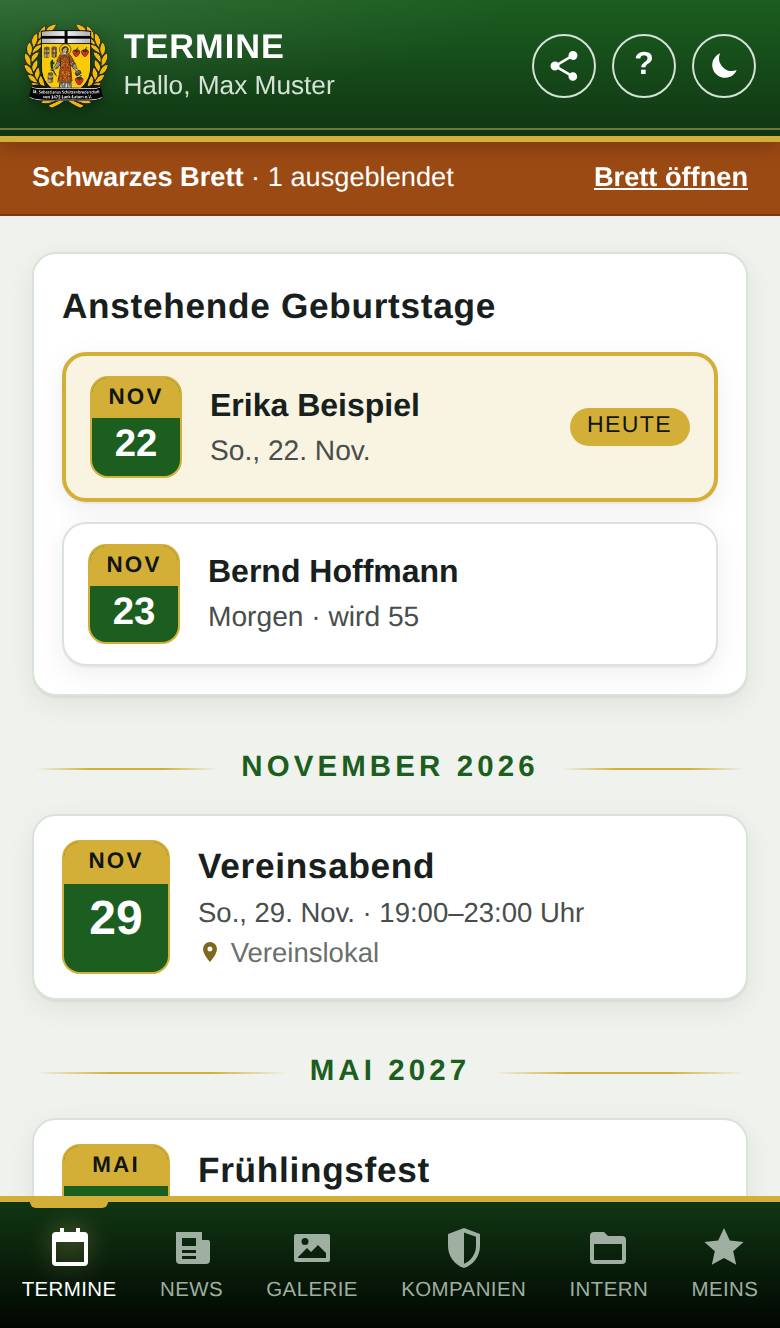 TERMINE
Hallo, Max Muster
?
Schwarzes Brett · 1 ausgeblendet
Brett öffnen
Anstehende Geburtstage
NOV
22
Erika Beispiel
So., 22. Nov.
HEUTE
NOV
23
Bernd Hoffmann
Morgen · wird 55
NOVEMBER 2026
NOV
29
Vereinsabend
So., 29. Nov. · 19:00–23:00 Uhr
Vereinslokal
MAI 2027
MAI
Frühlingsfest
TERMINE
NEWS
GALERIE
KOMPANIEN
INTERN
MEINS